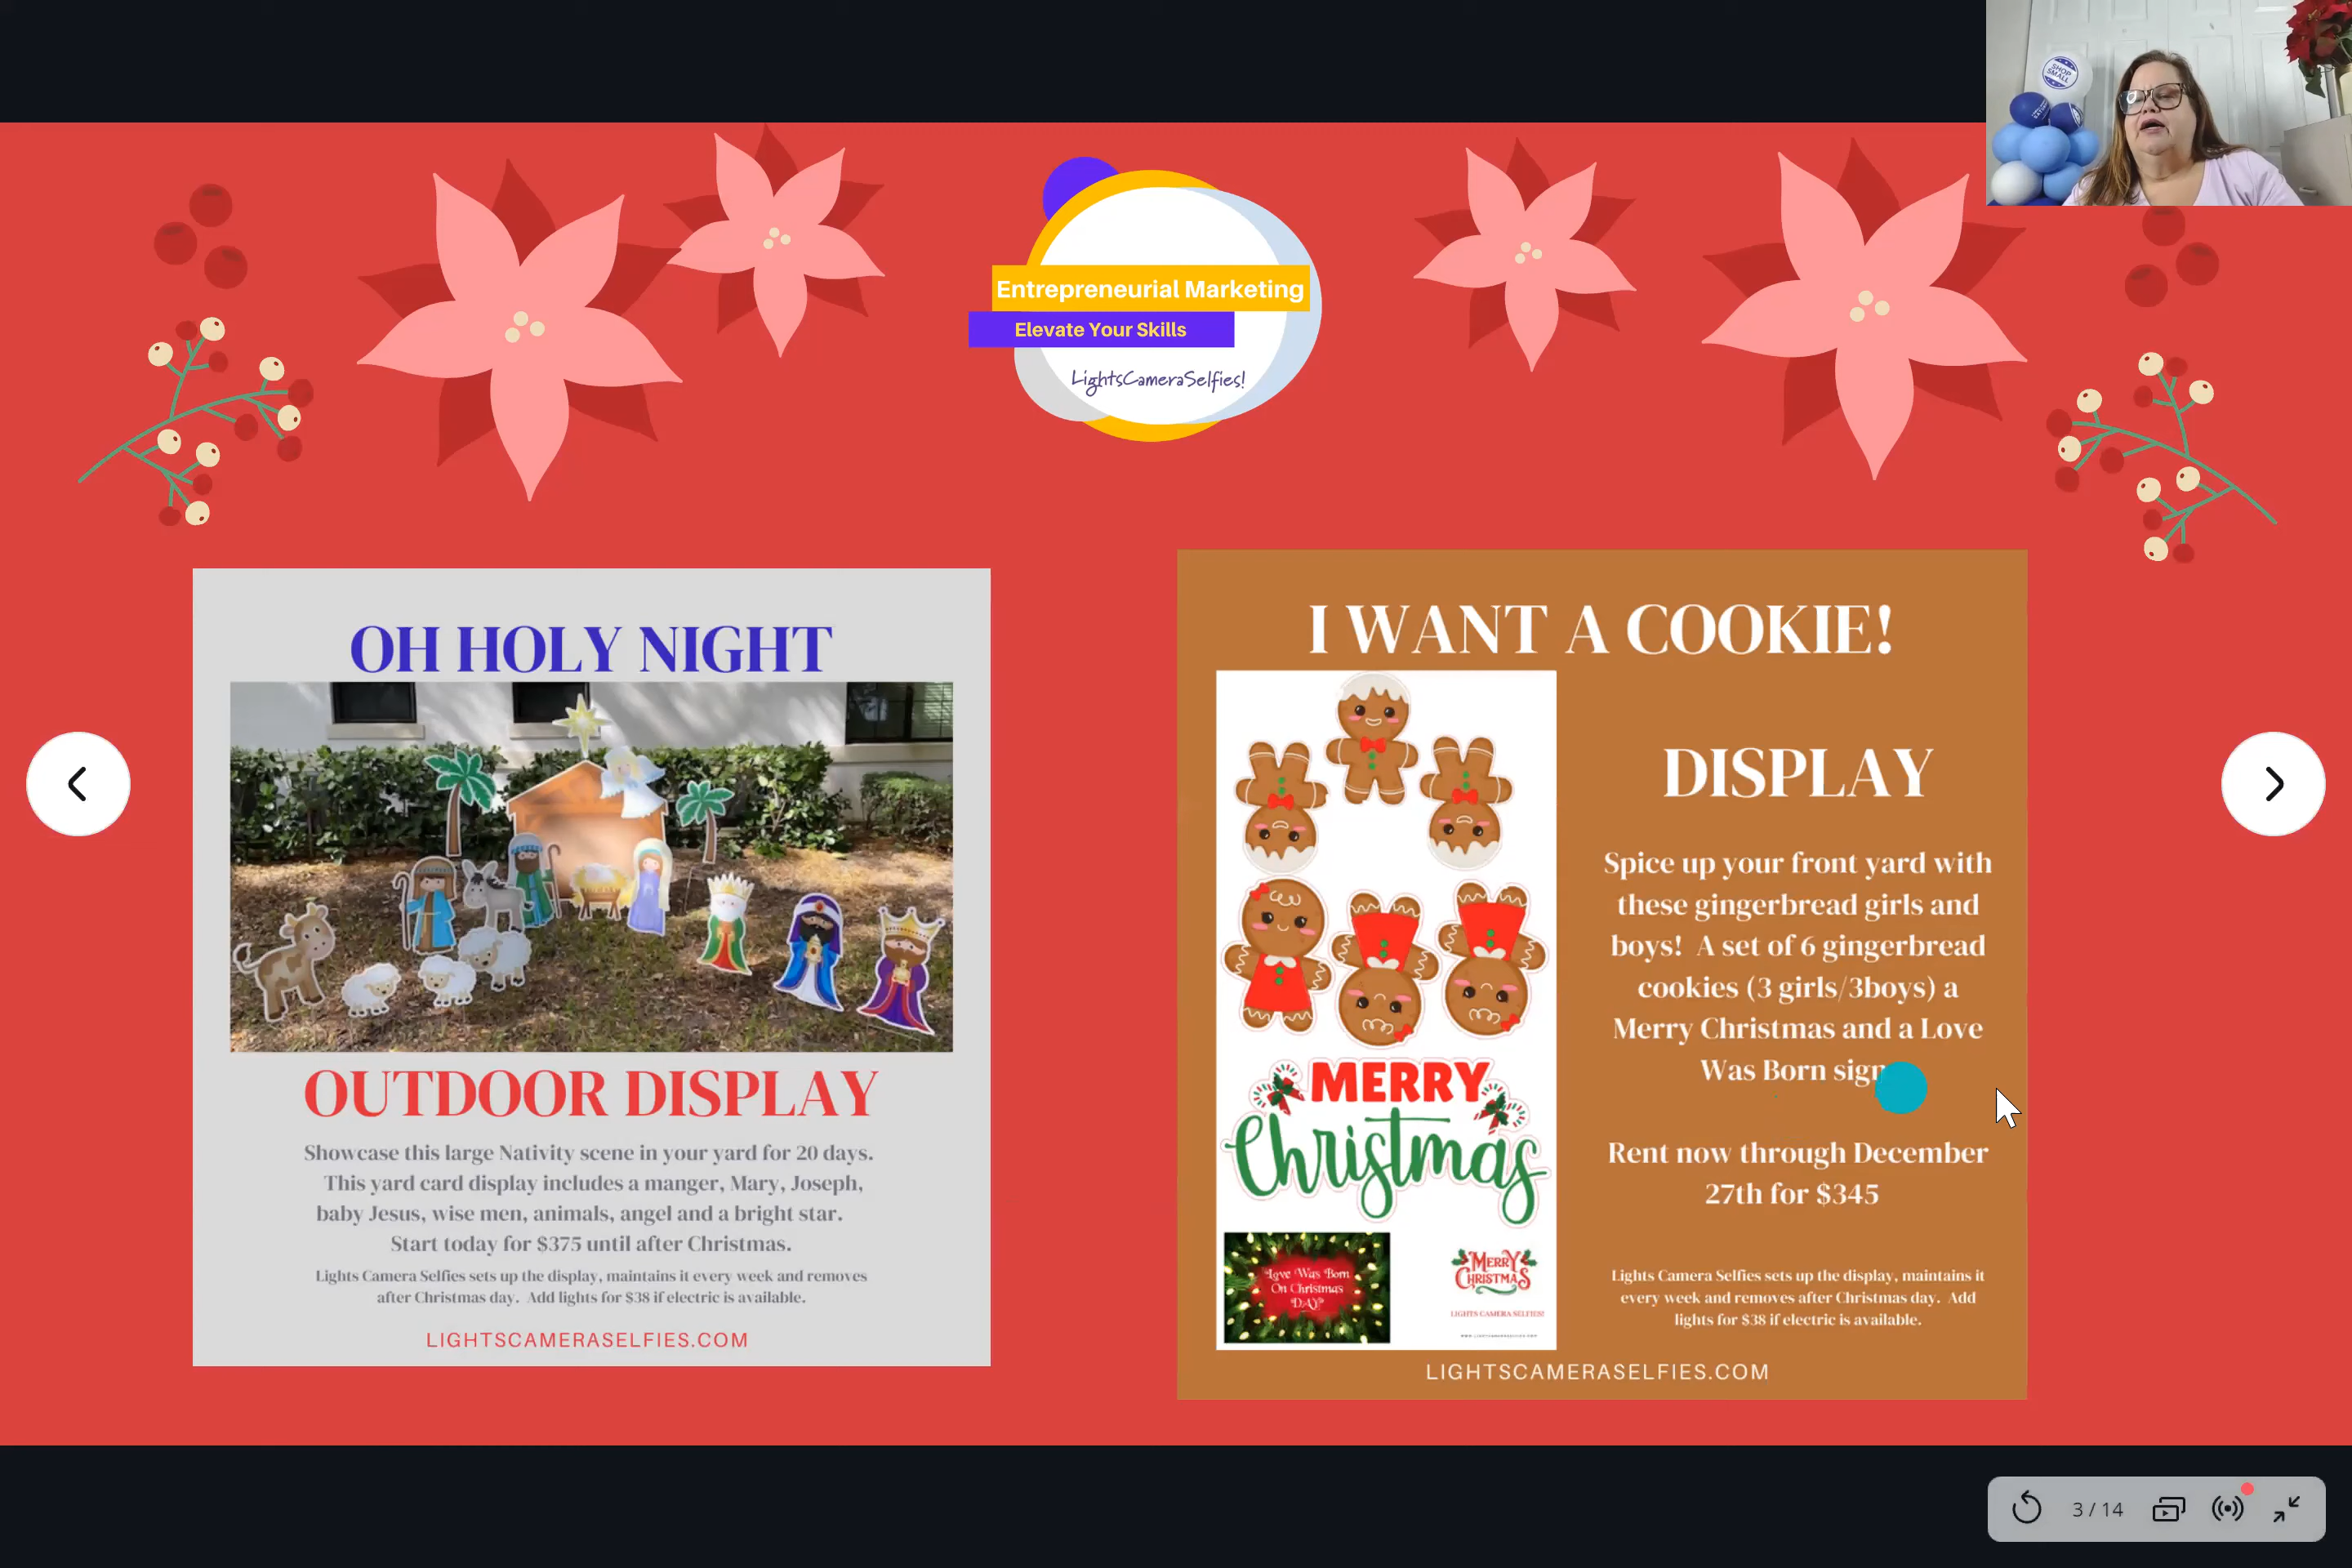 SHOP
SMALL
Entrepreneurial Marketing
Elevate Your Skills
LightsCameraSelfies!
OH HOLY NIGHT
OUTDOOR DISPLAY
Showcase this large Nativity scene in your yard for 20 days.
This yard card display includes a manger, Mary, Joseph,
baby Jesus, wise men, animals, angel and a bright star.
Start today for $375 until after Christmas.
Lights Camera Selfies sets up the display, maintains it every week and removes
after Christmas day.  Add lights for $38 if electric is available.
LIGHTSCAMERASELFIES.COM
I WANT A COOKIE!
MERRY
Christmas
Love Was Born
On Christmas
DAY!
MERRY
CHRISTMAS
LIGHTS CAMERA SELFIES!
DISPLAY
Spice up your front yard with
these gingerbread girls and
boys!  A set of 6 gingerbread
cookies (3 girls/3boys) a
Merry Christmas and a Love
Was Born sign
Rent now through December
27th for $345
Lights Camera Selfies sets up the display, maintains it
every week and removes after Christmas day.  Add
lights for $38 if electric is available.
LIGHTSCAMERASELFIES.COM
3 / 14